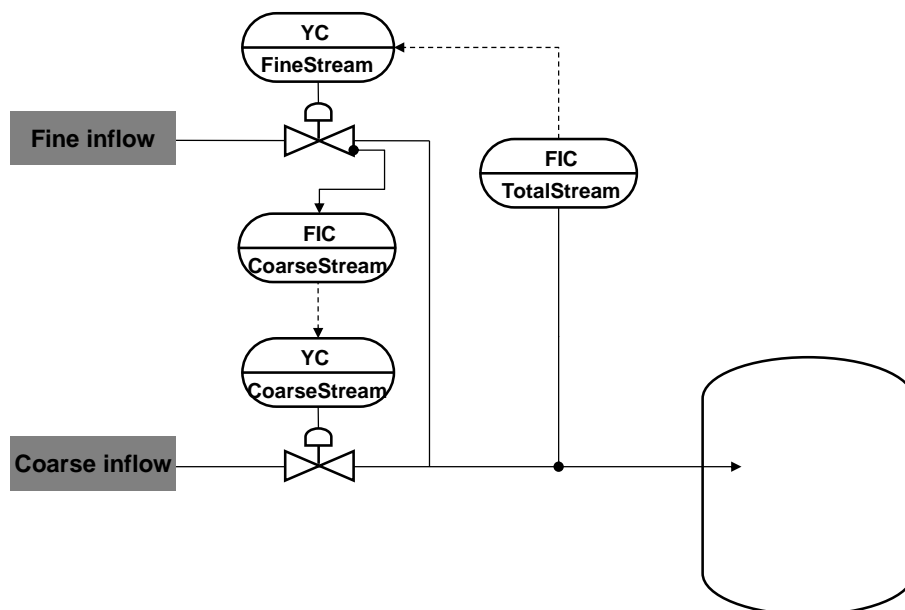 YC
FineStream
Fine inflow
FIC
TotalStream
FIC
CoarseStream
YC
CoarseStream
Coarse inflow